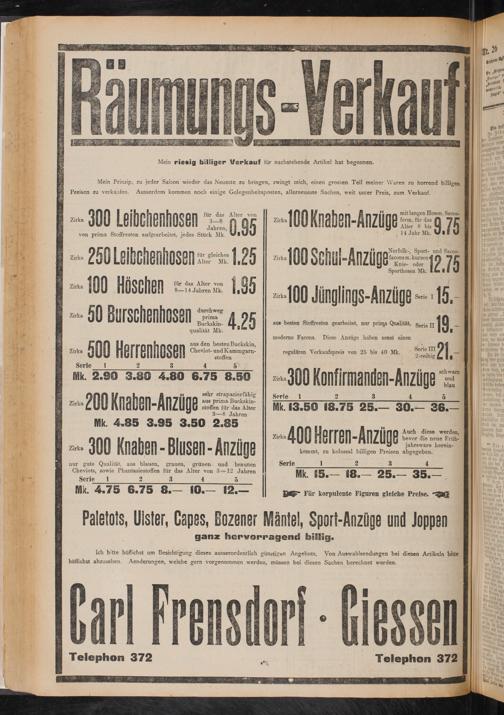 Räumungs-Verkauf
Mein riesig billiger Verkauf für nachstehende Artikel hat begonnen.
Mein Prinzip, zu jeder Saison wieder das Neueste zu bringen, zwingt mich, einen grossen Teil meiner Waren zu horrend billigen
Preisen zu verkaufen. Ausserdem kommen noch einige Gelegenheitsposten, allerneueste Sachen, weit unter Preis, zum Verkauf.
Zirka 300 Leibchenhosen für das Alter von 3—8 Jahren, 0.95
von prima Stoffresten aufgearbeitet, jedes Stück Mk.
Zirka 250 Leibchenhosen für gleiches Alter Mk. 1.25
Zirka 100 Höschen für das Alter von 8—14 Jahren Mk. 1.95
Zirka 50 Burschenhosen durchweg prima Buckskin-qualität Mk. 4.25
Zirka 500 Herrenhosen aus den besten Buckskin, Cheviot- und Kammgarn-stoffen
Serie 1 2 3 4 5
Mk. 2.90 3.80 4.80 6.75 8.50
Zirka 200 Knaben-Anzüge sehr strapazierfähig aus prima Buckskin-stoffen für das Alter 3—8 Jahren
Mk. 4.85 3.95 3.50 2.85
Zirka 300 Knaben-Blusen-Anzüge
nur gute Qualität, aus blauen, grauen, grünen und braunen
Cheviots, sowie Phantasiestoffen für das Alter von 3—12 Jahren
Serie 1 2 3 4 5
Mk. 4.75 6.75 8.— 10.— 12.—
Zirka 100 Knaben-Anzüge mit langen Hosen, Sacco-form, für das Alter 8 bis 14 Jahr Mk. 9.75
Zirka 100 Schul-Anzüge Norfolk-, Sport- und Sacco-façons m. kurzen Knie- oder Sporthosen Mk. 12.75
Zirka 100 Jünglings-Anzüge Serie I 15.—
aus besten Stoffresten gearbeitet, nur prima Qualität, Serie II 19.—
moderne Façons. Diese Anzüge haben sonst einen
regulären Verkaufspreis von 25 bis 40 Mk. Serie III 2-reihig 21.—
Zirka 300 Konfirmanden-Anzüge schwarz und blau
Serie 1 2 3 4 5
Mk. 13.50 18.75 25.— 30.— 36.—
Zirka 400 Herren-Anzüge Auch diese werden, bevor die neue Früh-jahrsware herein-
kommt, zu kolossal billigen Preisen abgegeben.
Serie 1 2 3 4
Mk. 15.— 18.— 25.— 35.—
Für korpulente Figuren gleiche Preise.
Paletots, Ulster, Capes, Bozener Mäntel, Sport-Anzüge und Joppen
ganz hervorragend billig.
Ich bitte höflichst um Besichtigung dieses ausserordentlich günstigen Angebots. Von Auswahlsendungen bei diesen Artikeln bitte
höflichst abzusehen. Aenderungen, welche gern vorgenommen werden, müssen bei diesen Sachen berechnet werden.
Carl Frensdorf · Giessen
Telephon 372 Telephon 372